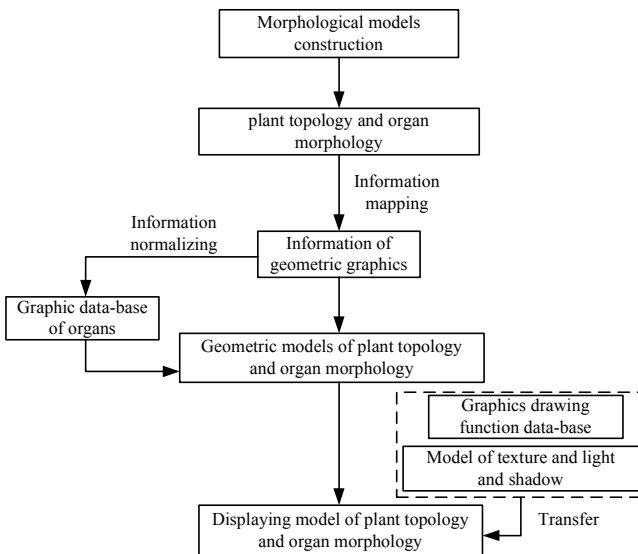 Morphological models
construction
plant topology and organ
morphology
Information
mapping
Information
normalizing
Information of
geometric graphics
Graphic data-base
of organs
Geometric models of plant topology
and organ morphology
Graphics drawing
function data-base
Model of texture and light
and shadow
Transfer
Displaying model of plant topology
and organ morphology